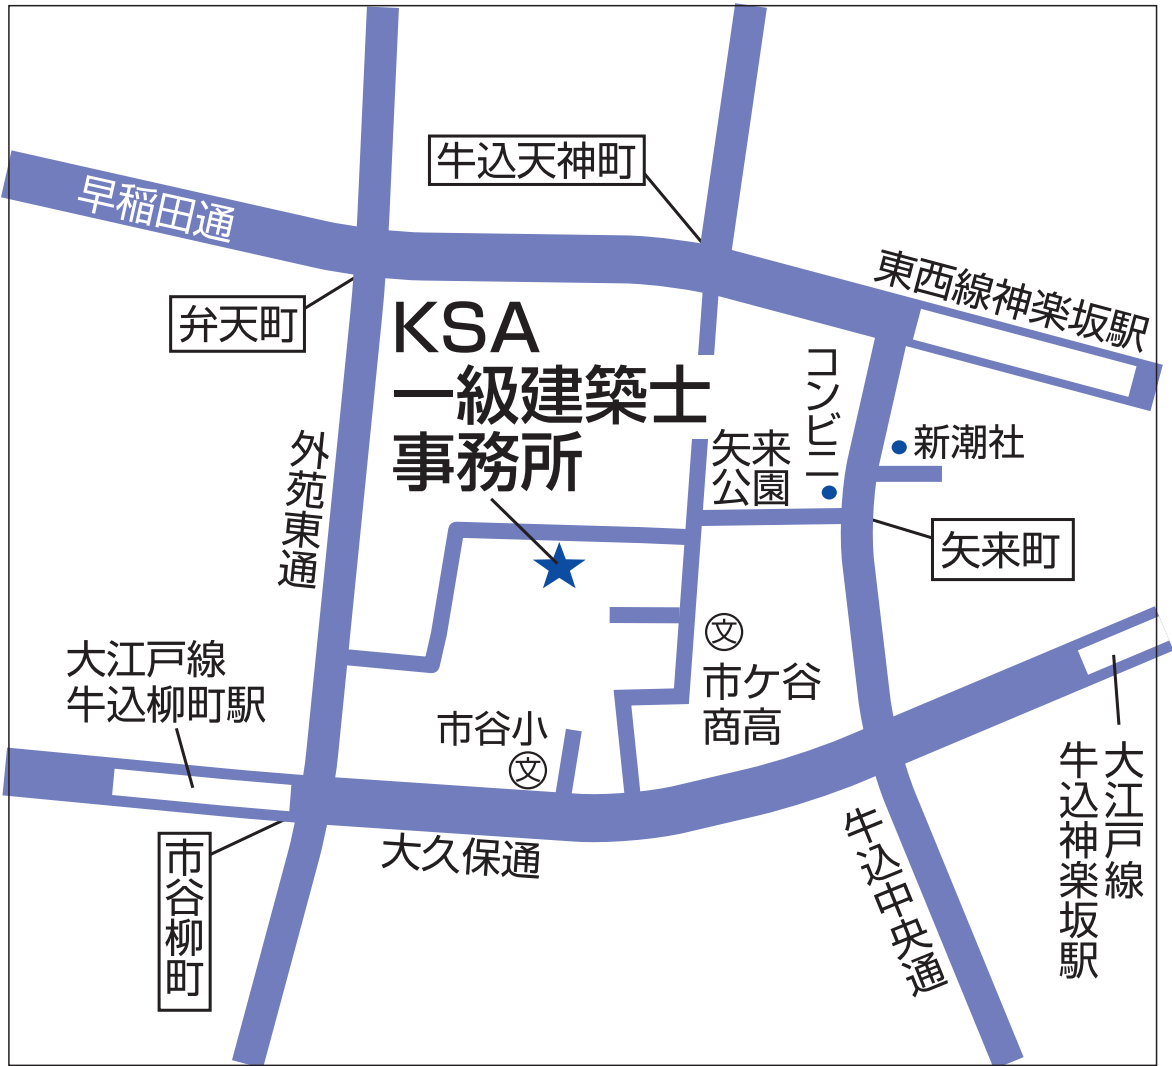 牛込天神町
早稲田通
東西線神楽坂駅
弁天町
KSA
一級建築士
事務所
コンビニ
新潮社
矢来
公園
外苑東通
矢来町
文
市ケ谷
商高
大江戸線
牛込柳町駅
市谷小
文
大江戸線
牛込神楽坂駅
市谷柳町
大久保通
牛込中央通